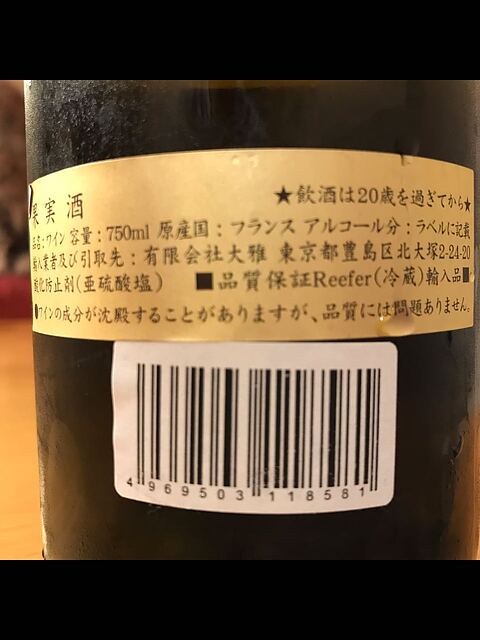 果実酒
★飲酒は20歳を過ぎてから★
品名:ワイン 容量:750ml 原産国:フランス アルコール分:ラベルに記載
輸入業者及び引取先:有限会社大雅 東京都豊島区北大塚2-24-20
酸化防止剤(亜硫酸塩) ■品質保証Reefer(冷蔵)輸入品■
■ワインの成分が沈殿することがありますが、品質には問題ありません。
4969503118581